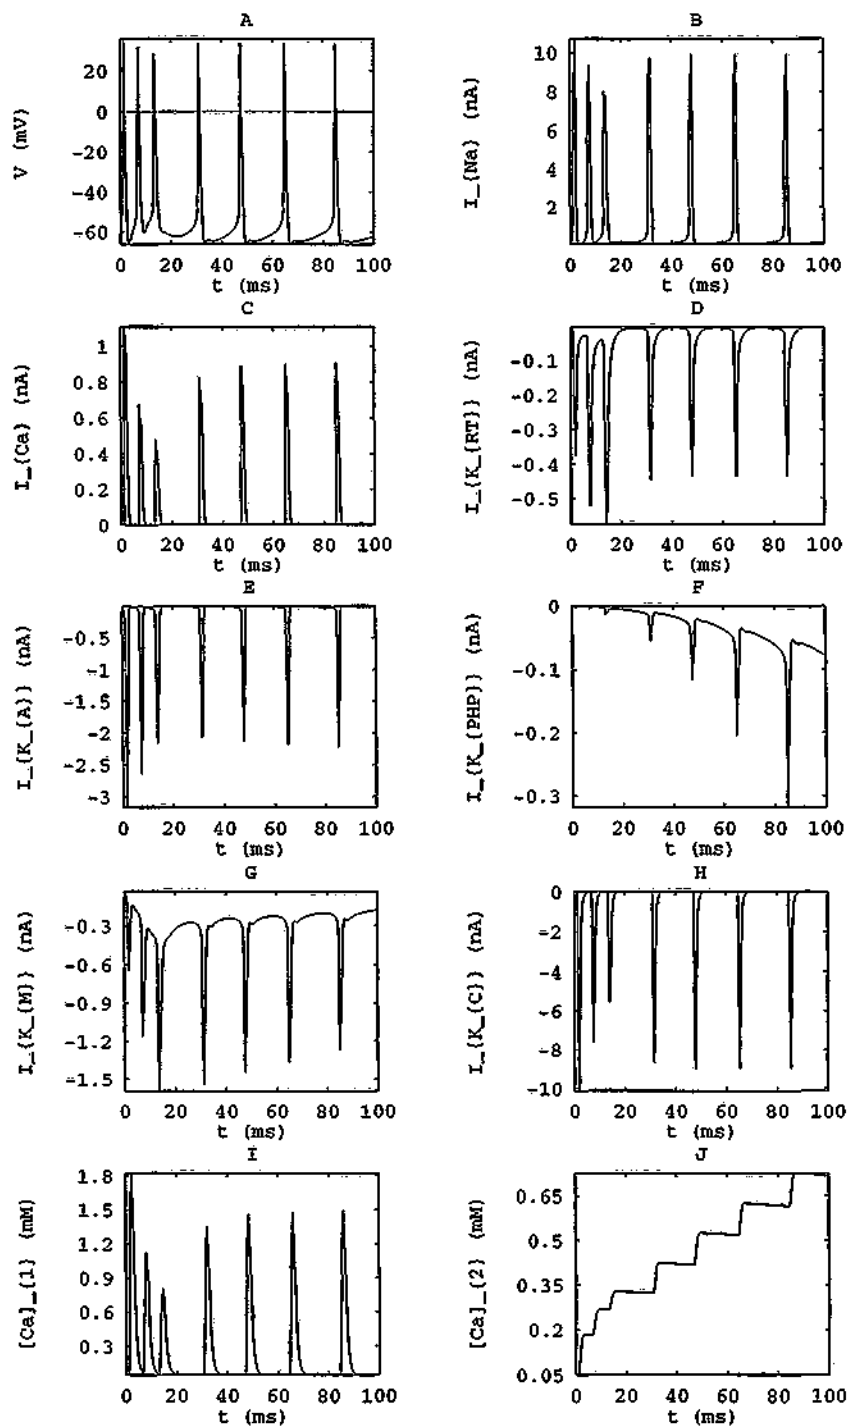 A
V (mV)
20
0
-20
-40
-60
0 20 40 60 80 100
t (ms)
B
I_{Na} (nA)
10
8
6
4
2
0 20 40 60 80 100
t (ms)
C
I_{Ca} (nA)
1
0.8
0.6
0.4
0.2
0
0 20 40 60 80 100
t (ms)
D
I_{K_{RT}} (nA)
-0.1
-0.2
-0.3
-0.4
-0.5
0 20 40 60 80 100
t (ms)
E
I_{K_{A}} (nA)
-0.5
-1
-1.5
-2
-2.5
-3
0 20 40 60 80 100
t (ms)
F
I_{K_{PHP}} (nA)
0
-0.1
-0.2
-0.3
0 20 40 60 80 100
t (ms)
G
I_{K_{M}} (nA)
-0.3
-0.6
-0.9
-1.2
-1.5
0 20 40 60 80 100
t (ms)
H
I_{K_{C}} (nA)
0
-2
-4
-6
-8
-10
0 20 40 60 80 100
t (ms)
I
[Ca]_{1} (mM)
1.8
1.5
1.2
0.9
0.6
0.3
0 20 40 60 80 100
t (ms)
J
[Ca]_{2} (mM)
0.65
0.5
0.35
0.2
0.05
0 20 40 60 80 100
t (ms)